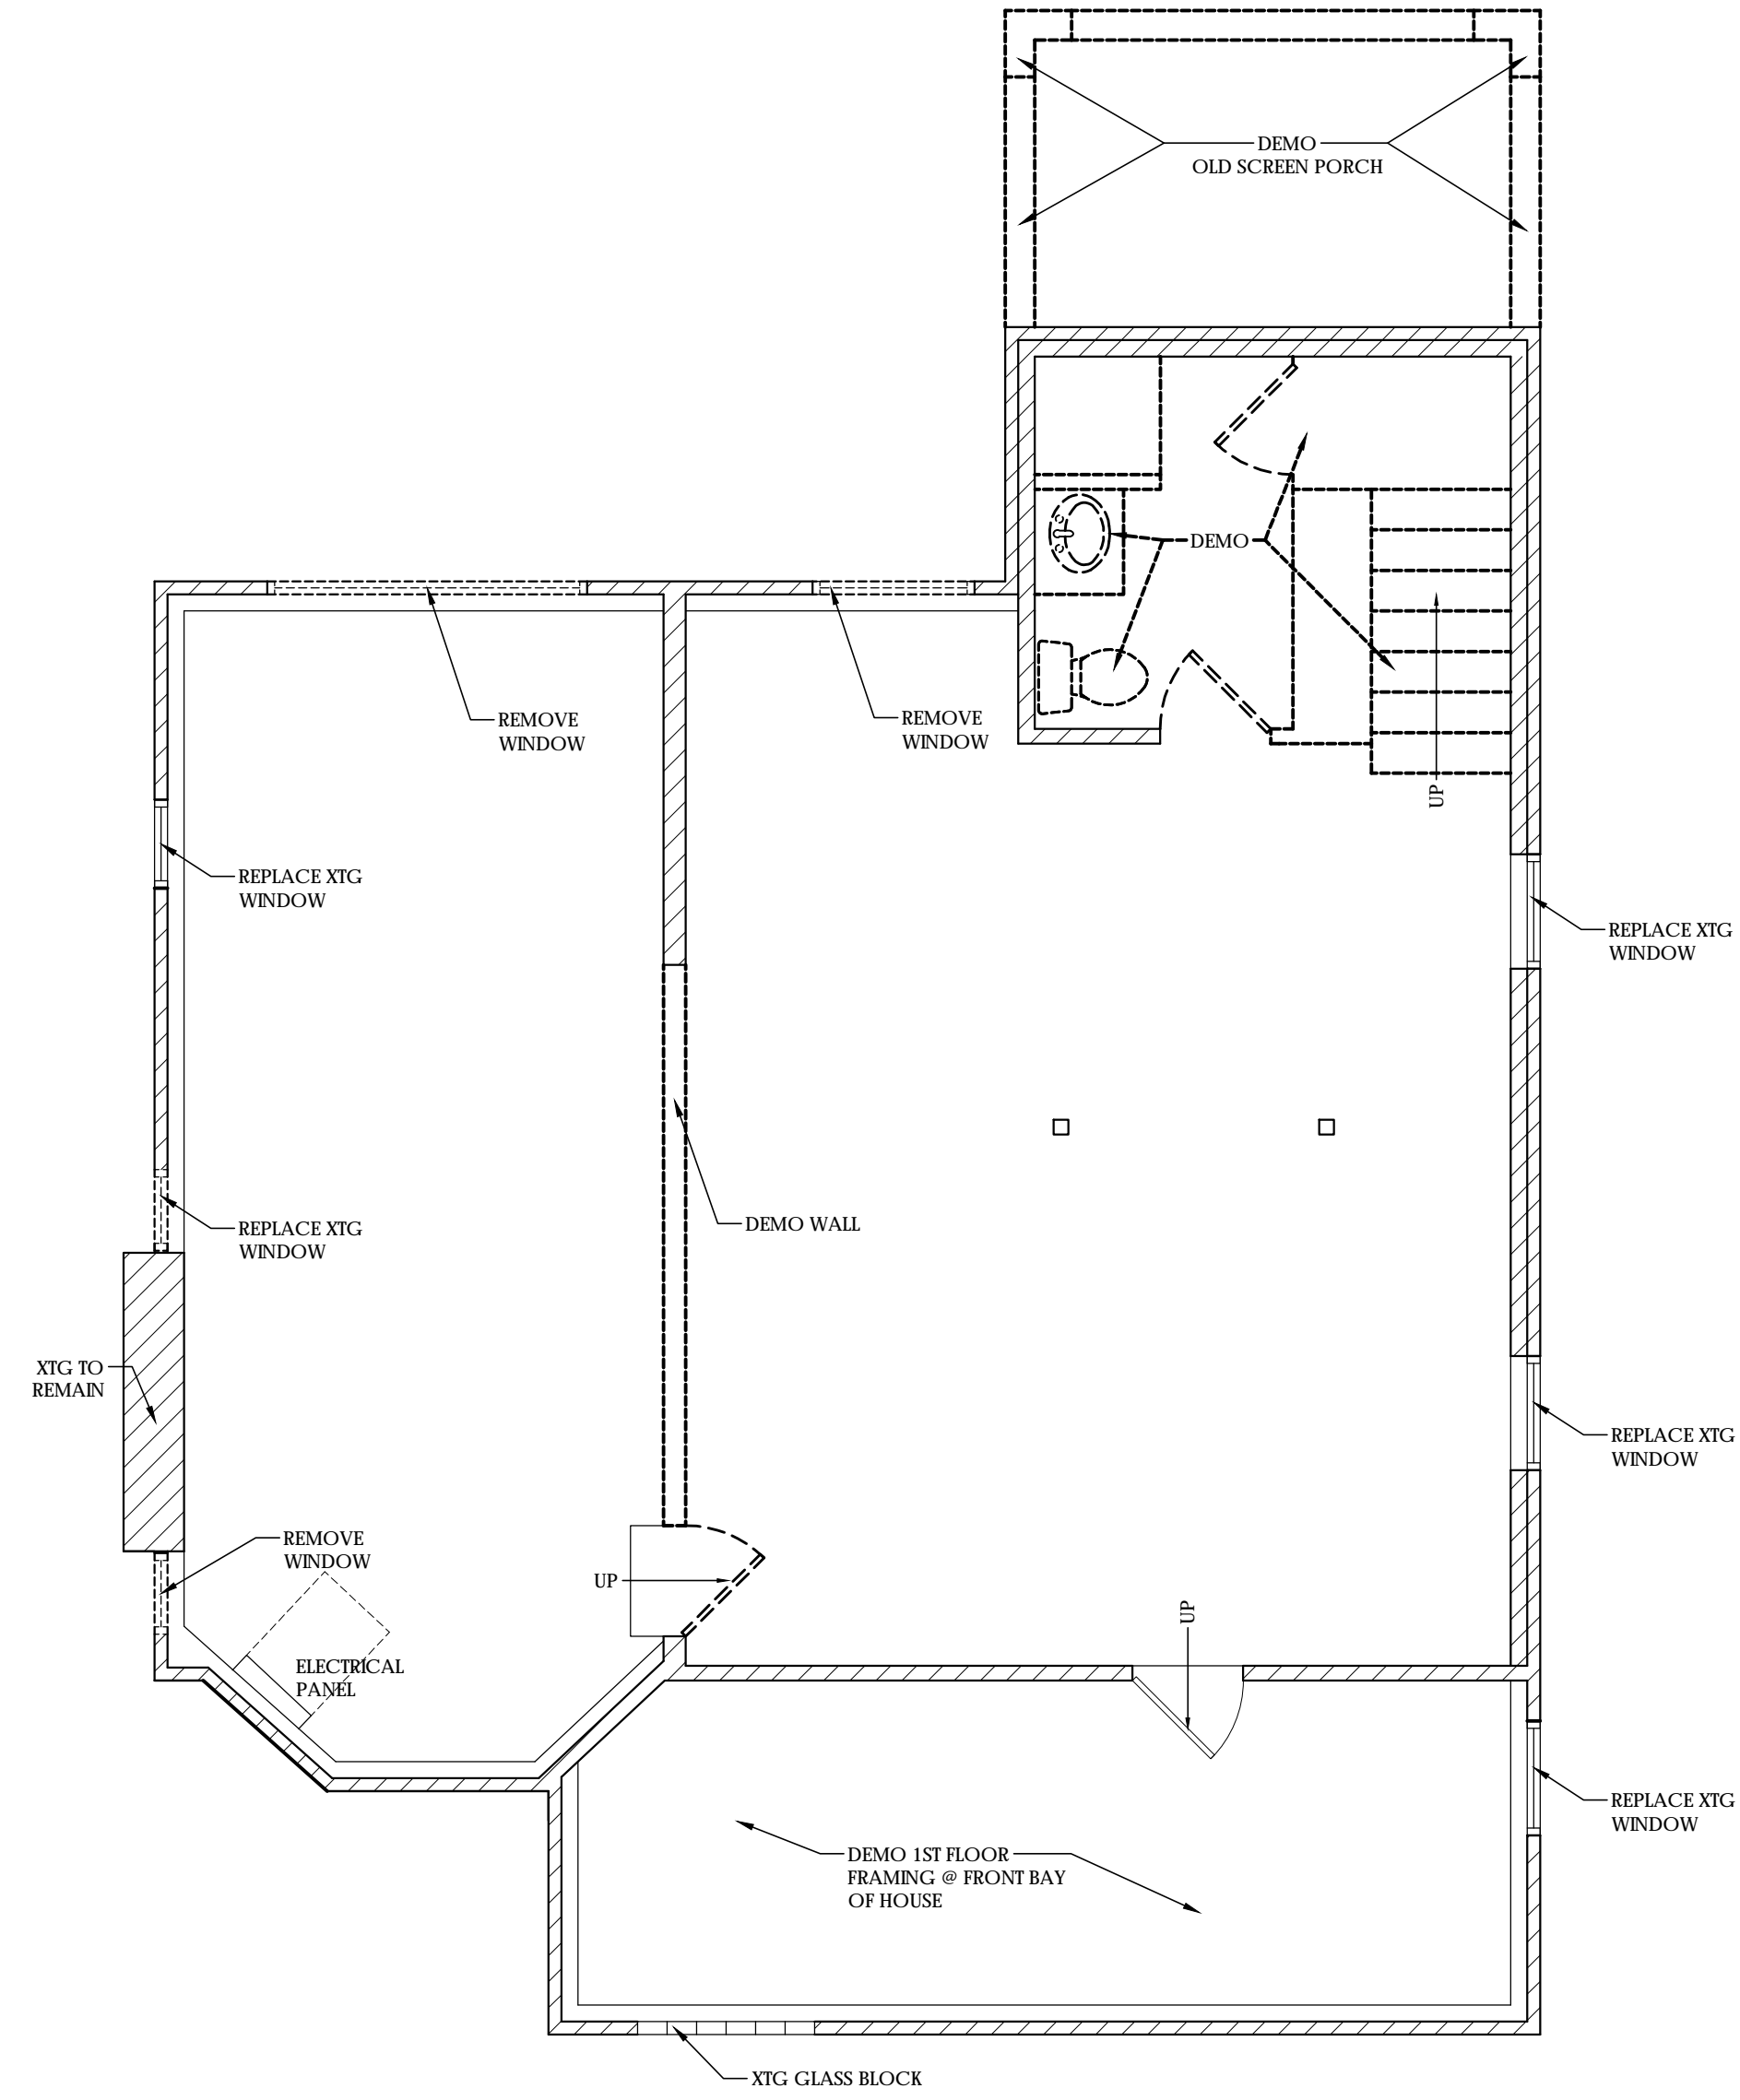 DEMO
OLD SCREEN PORCH
DEMO
REMOVE
WINDOW
REMOVE
WINDOW
UP
REPLACE XTG
WINDOW
REPLACE XTG
WINDOW
DEMO WALL
REPLACE XTG
WINDOW
XTG TO
REMAIN
REPLACE XTG
WINDOW
REMOVE
WINDOW
UP
UP
ELECTRICAL
PANEL
REPLACE XTG
WINDOW
DEMO 1ST FLOOR
FRAMING @ FRONT BAY
OF HOUSE
XTG GLASS BLOCK